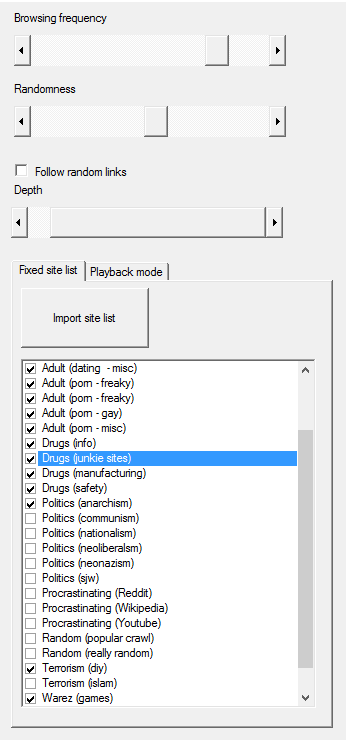 Browsing frequency
Randomness
Follow random links
Depth
Fixed site list
Playback mode
Import site list
Adult (dating - misc)
Adult (porn - freaky)
Adult (porn - freaky)
Adult (porn - gay)
Adult (porn - misc)
Drugs (info)
Drugs (junkie sites)
Drugs (manufacturing)
Drugs (safety)
Politics (anarchism)
Politics (communism)
Politics (nationalism)
Politics (neoliberalsm)
Politics (neonazism)
Politics (sjw)
Procrastinating (Reddit)
Procrastinating (Wikipedia)
Procrastinating (Youtube)
Random (popular crawl)
Random (really random)
Terrorism (diy)
Terrorism (islam)
Warez (games)